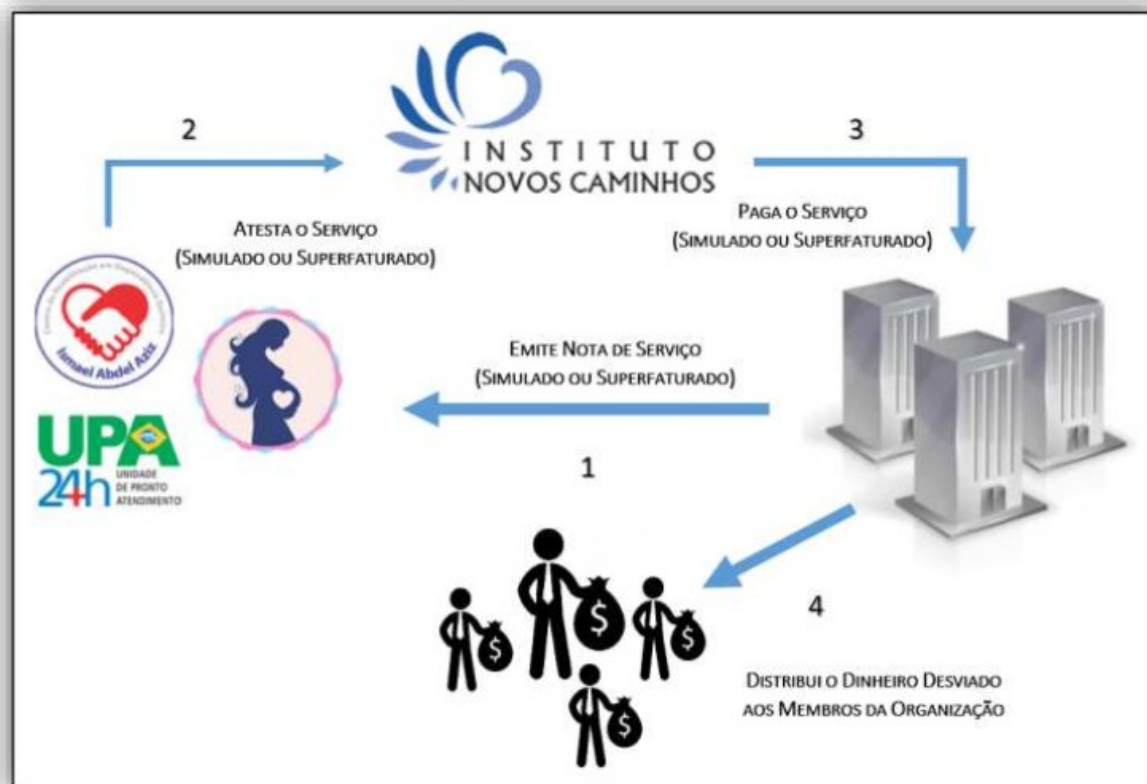 2
3
INSTITUTO
NOVOS CAMINHOS
ATESTA O SERVIÇO
(SIMULADO OU SUPERFATURADO)
PAGA O SERVIÇO
(SIMULADO OU SUPERFATURADO)
Ismael Abdel Aziz
EMITE NOTA DE SERVIÇO
(SIMULADO OU SUPERFATURADO)
UPA
24h
UNIDADE
DE PRONTO
ATENDIMENTO
1
$
$
$
$
4
DISTRIBUI O DINHEIRO DESVIADO
AOS MEMBROS DA ORGANIZAÇÃO